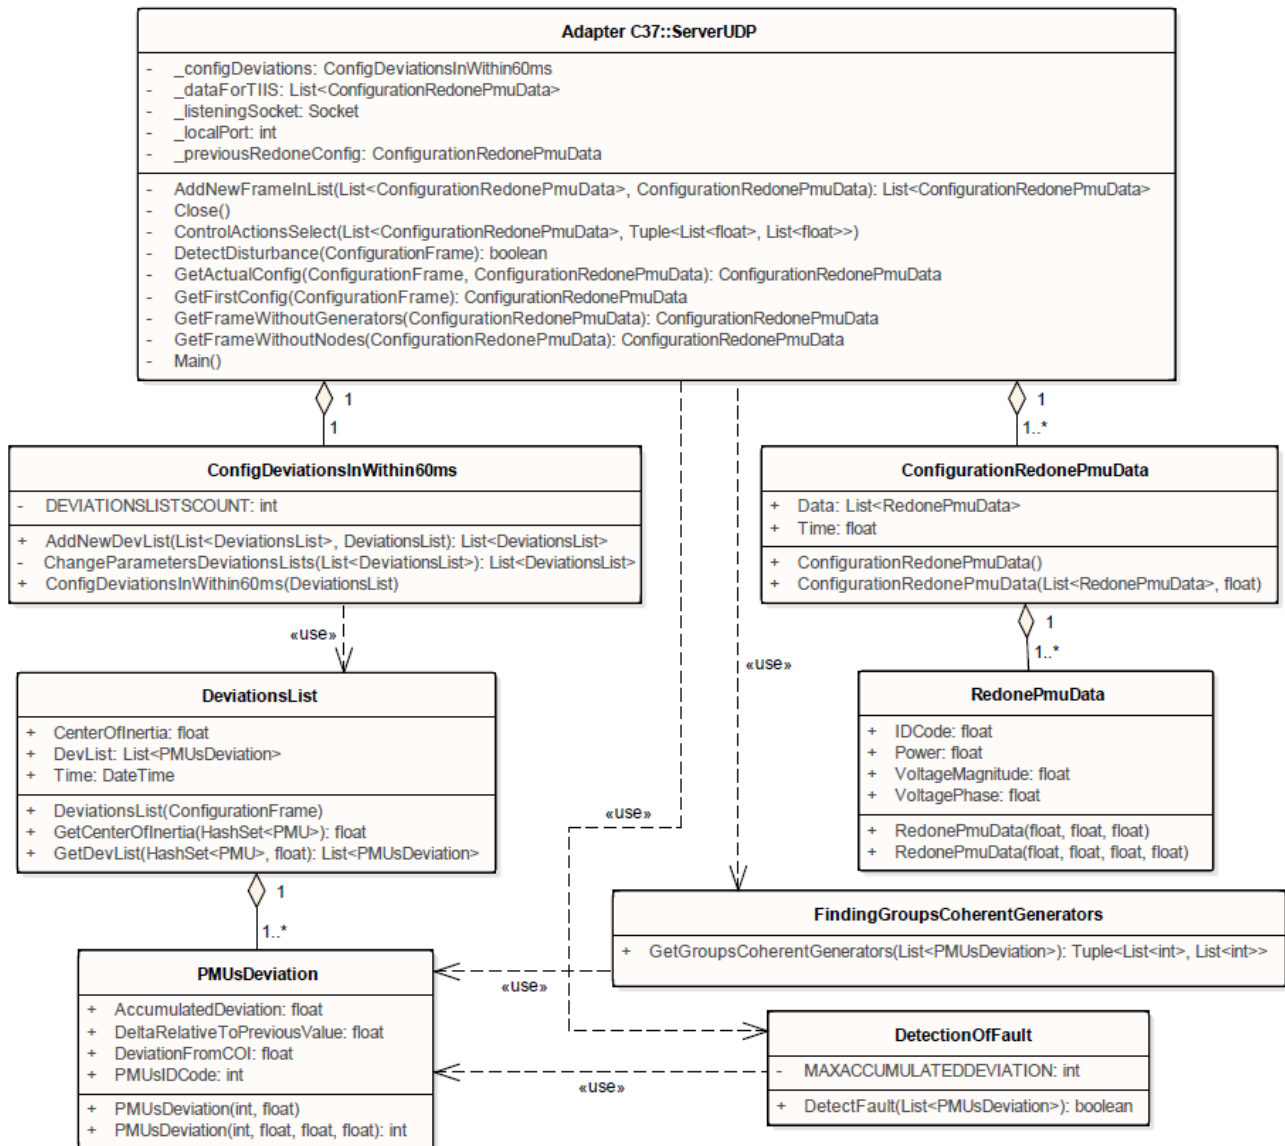 Adapter C37::ServerUDP
- _configDeviations: ConfigDeviationsInWithin60ms
- _dataForTIIS: List<ConfigurationRedonePmuData>
- _listeningSocket: Socket
- _localPort: int
- _previousRedoneConfig: ConfigurationRedonePmuData
- AddNewFrameInList(List<ConfigurationRedonePmuData>, ConfigurationRedonePmuData): List<ConfigurationRedonePmuData>
- Close()
- ControlActionsSelect(List<ConfigurationRedonePmuData>, Tuple<List<float>, List<float>>)
- DetectDisturbance(ConfigurationFrame): boolean
- GetActualConfig(ConfigurationFrame, ConfigurationRedonePmuData): ConfigurationRedonePmuData
- GetFirstConfig(ConfigurationFrame): ConfigurationRedonePmuData
- GetFrameWithoutGenerators(ConfigurationRedonePmuData): ConfigurationRedonePmuData
- GetFrameWithoutNodes(ConfigurationRedonePmuData): ConfigurationRedonePmuData
- Main()
1
1
1
1..*
ConfigDeviationsInWithin60ms
- DEVIATIONSLISTSCOUNT: int
+ AddNewDevList(List<DeviationsList>, DeviationsList): List<DeviationsList>
- ChangeParametersDeviationsLists(List<DeviationsList>): List<DeviationsList>
+ ConfigDeviationsInWithin60ms(DeviationsList)
ConfigurationRedonePmuData
+ Data: List<RedonePmuData>
+ Time: float
+ ConfigurationRedonePmuData()
+ ConfigurationRedonePmuData(List<RedonePmuData>, float)
«use»
1
1..*
«use»
DeviationsList
+ CenterOfInertia: float
+ DevList: List<PMUsDeviation>
+ Time: DateTime
+ DeviationsList(ConfigurationFrame)
+ GetCenterOfInertia(HashSet<PMU>): float
+ GetDevList(HashSet<PMU>, float): List<PMUsDeviation>
RedonePmuData
+ IDCode: float
+ Power: float
+ VoltageMagnitude: float
+ VoltagePhase: float
+ RedonePmuData(float, float, float)
+ RedonePmuData(float, float, float, float)
«use»
1
1..*
FindingGroupsCoherentGenerators
+ GetGroupsCoherentGenerators(List<PMUsDeviation>): Tuple<List<int>, List<int>>
«use»
PMUsDeviation
+ AccumulatedDeviation: float
+ DeltaRelativeToPreviousValue: float
+ DeviationFromCOI: float
+ PMUsIDCode: int
+ PMUsDeviation(int, float)
+ PMUsDeviation(int, float, float, float): int
DetectionOfFault
- MAXACCUMULATEDDEVIATION: int
+ DetectFault(List<PMUsDeviation>): boolean
«use»